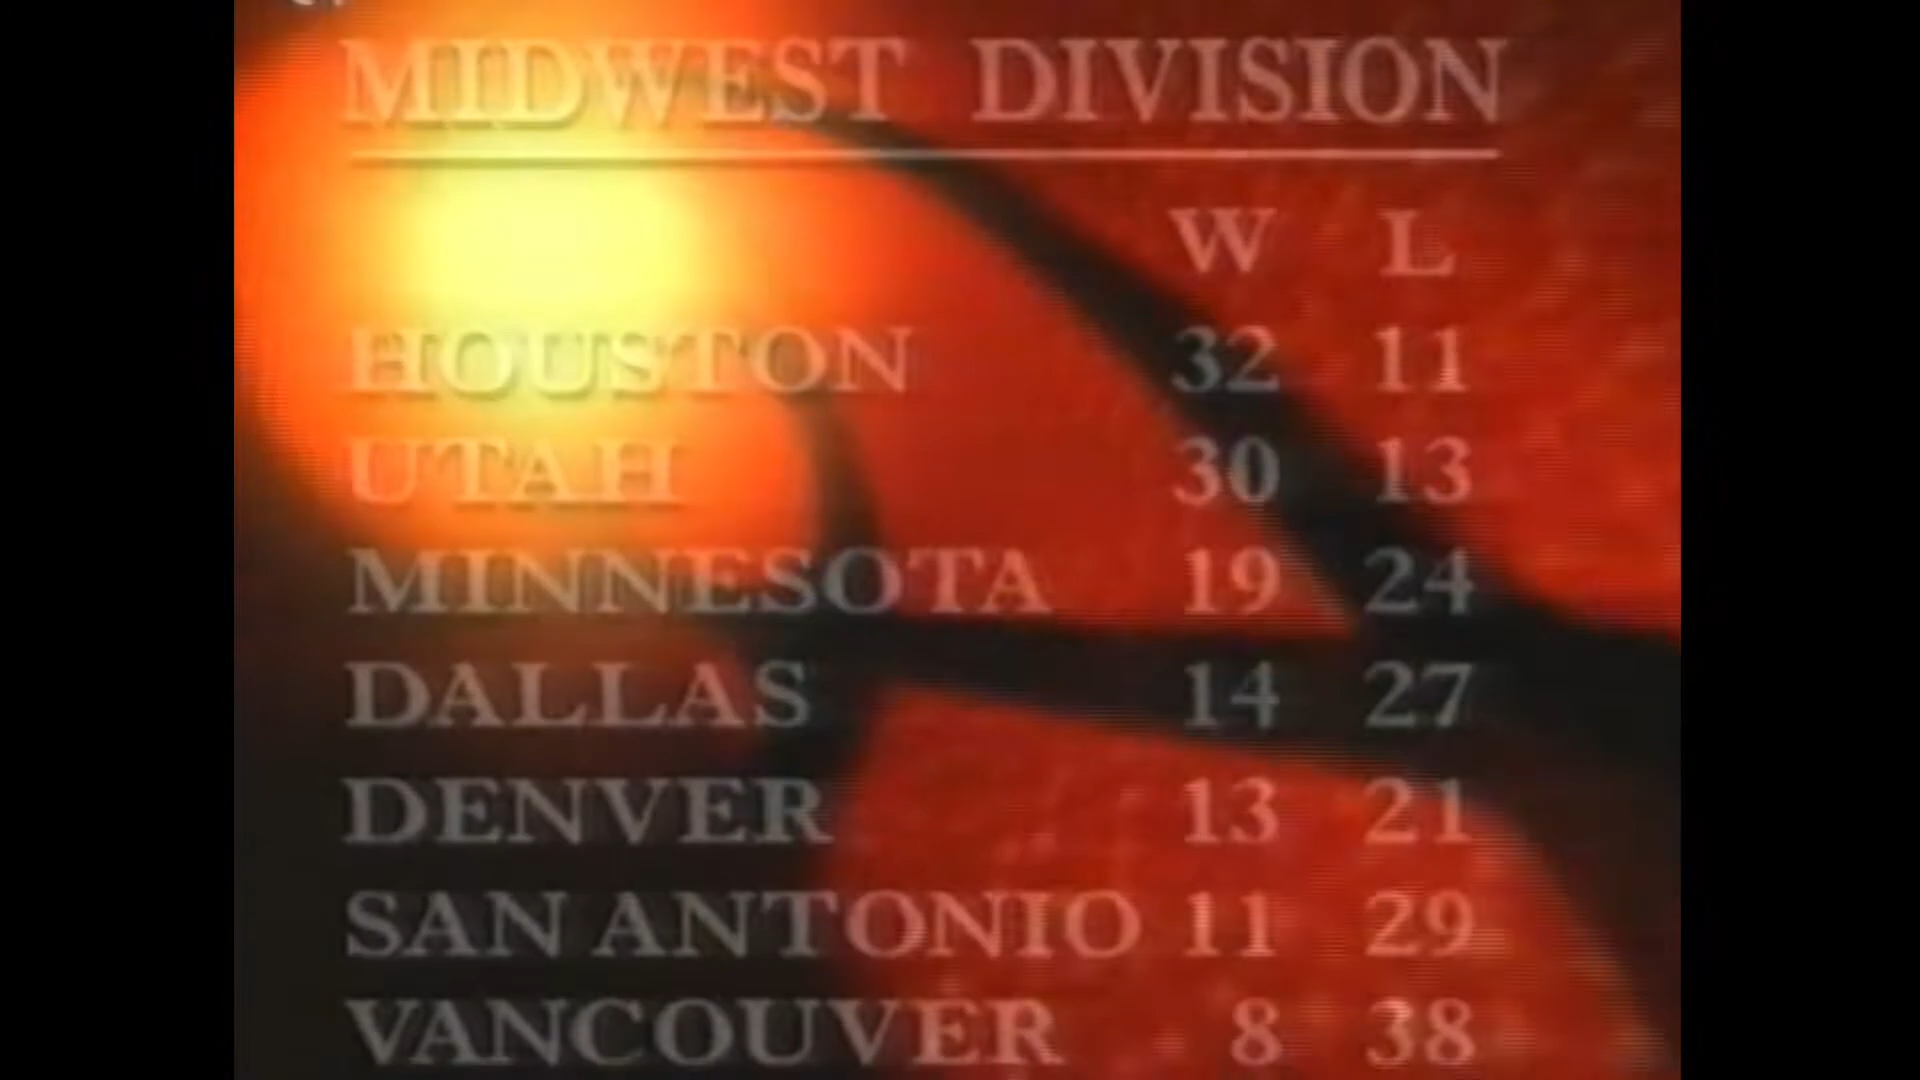 MIDWEST DIVISION
W L
HOUSTON 32 11
UTAH 30 13
MINNESOTA 19 24
DALLAS 14 27
DENVER 13 21
SAN ANTONIO 11 29
VANCOUVER 8 38